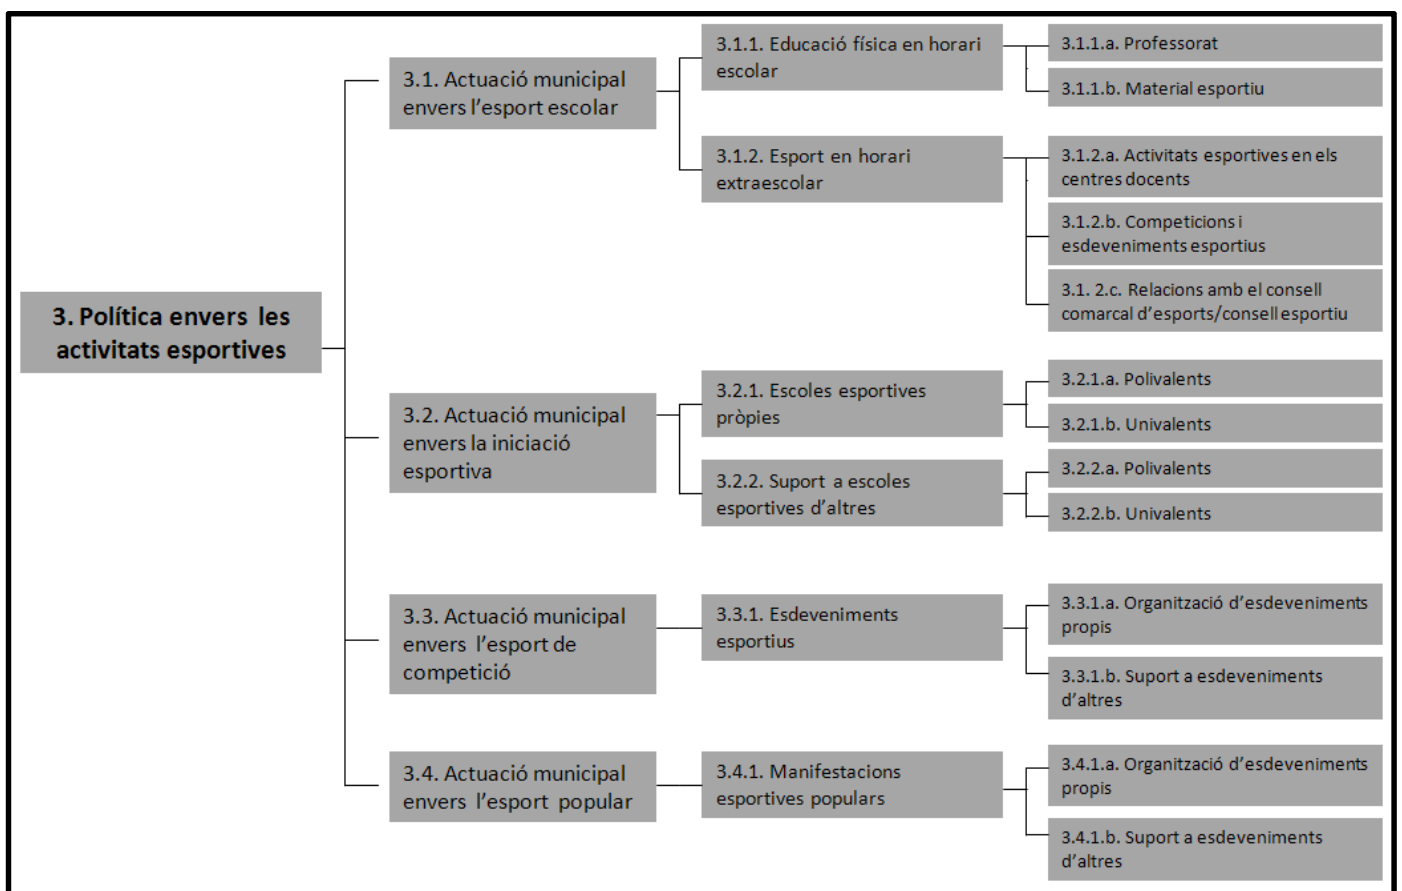 3. Política envers les
activitats esportives
3.1. Actuació municipal
envers l’esport escolar
3.1.1. Educació física en horari
escolar
3.1.1.a. Professorat
3.1.1.b. Material esportiu
3.1.2. Esport en horari
extraescolar
3.1.2.a. Activitats esportives en els
centres docents
3.1.2.b. Competicions i
esdeveniments esportius
3.1. 2.c. Relacions amb el consell
comarcal d’esports/consell esportiu
3.2. Actuació municipal
envers la iniciació
esportiva
3.2.1. Escoles esportives
pròpies
3.2.1.a. Polivalents
3.2.1.b. Univalents
3.2.2. Suport a escoles
esportives d’altres
3.2.2.a. Polivalents
3.2.2.b. Univalents
3.3. Actuació municipal
envers l’esport de
competició
3.3.1. Esdeveniments
esportius
3.3.1.a. Organització d’esdeveniments
propis
3.3.1.b. Suport a esdeveniments
d’altres
3.4. Actuació municipal
envers l’esport popular
3.4.1. Manifestacions
esportives populars
3.4.1.a. Organització d’esdeveniments
propis
3.4.1.b. Suport a esdeveniments
d’altres